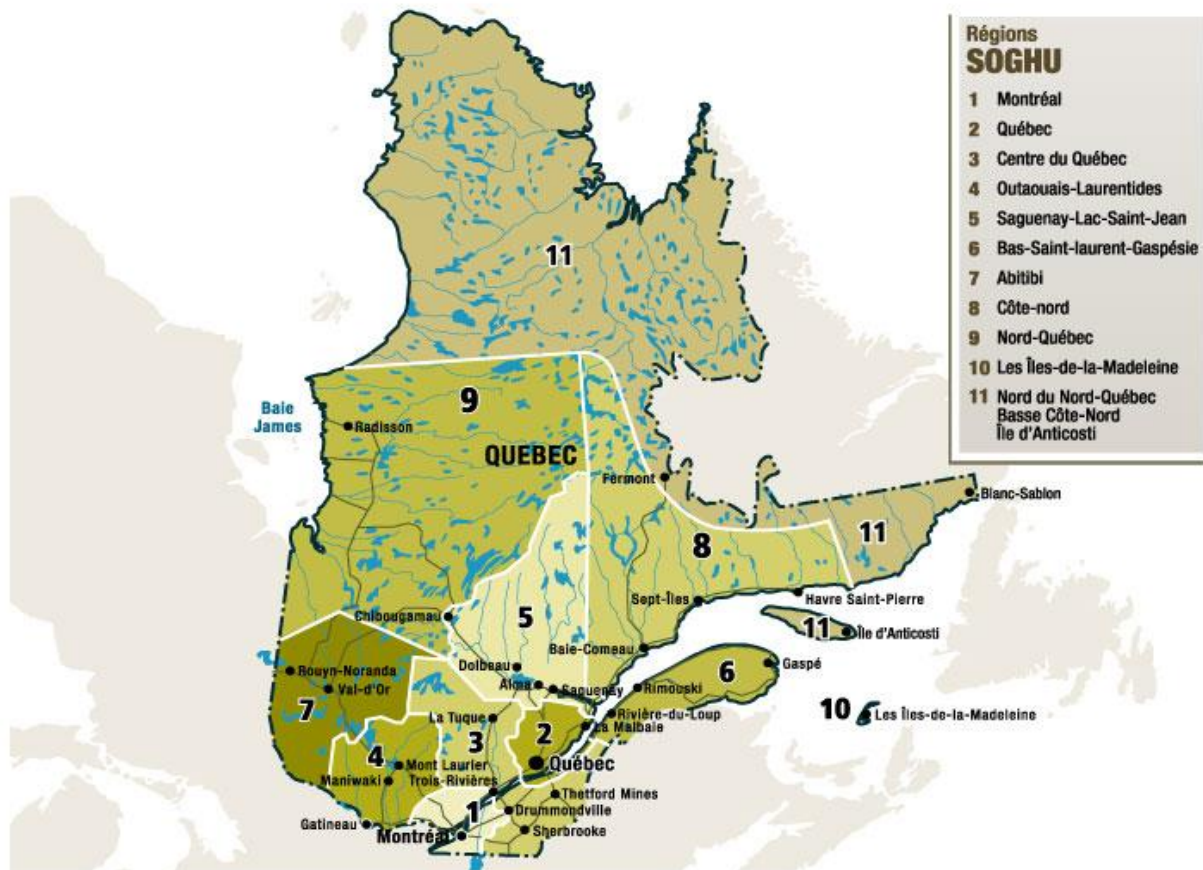 Régions
SOGHU
1 Montréal
2 Québec
3 Centre du Québec
4 Outaouais-Laurentides
5 Saguenay-Lac-Saint-Jean
6 Bas-Saint-laurent-Gaspésie
7 Abitibi
8 Côte-nord
9 Nord-Québec
10 Les Îles-de-la-Madeleine
11 Nord du Nord-Québec
Basse Côte-Nord
Île d'Anticosti
11
9
Baie
James
Radisson
QUEBEC
Fermont
Blanc-Sablon
11
8
Sept-Îles
Havre Saint-Pierre
Chibougamau
5
11
Île d'Anticosti
Baie-Comeau
Dolbeau
6
Gaspé
Rouyn-Noranda
Alma
Saguenay
Rimouski
Val-d'Or
7
La Tuque
Rivière-du-Loup
10
Les Îles-de-la-Madeleine
La Malbaie
3
2
4
Mont Laurier
Québec
Maniwaki
Trois-Rivières
Thetford Mines
1
Drummondville
Gatineau
Montréal
Sherbrooke